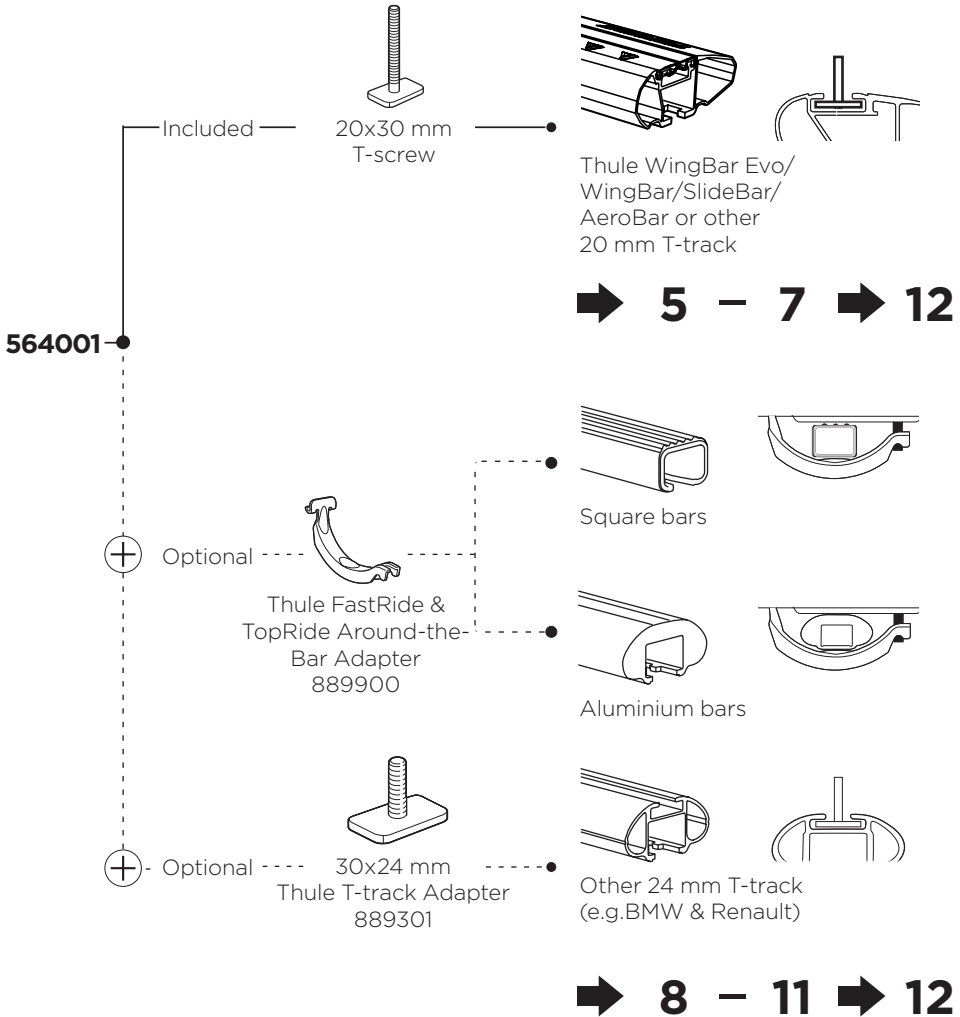 Included
20x30 mm
T-screw
Thule WingBar Evo/
WingBar/SlideBar/
AeroBar or other
20 mm T-track
5 – 7 12
564001
Optional
Thule FastRide &
TopRide Around-the-
Bar Adapter
889900
Square bars
Aluminium bars
Optional
30x24 mm
Thule T-track Adapter
889301
Other 24 mm T-track
(e.g.BMW & Renault)
8 – 11 12